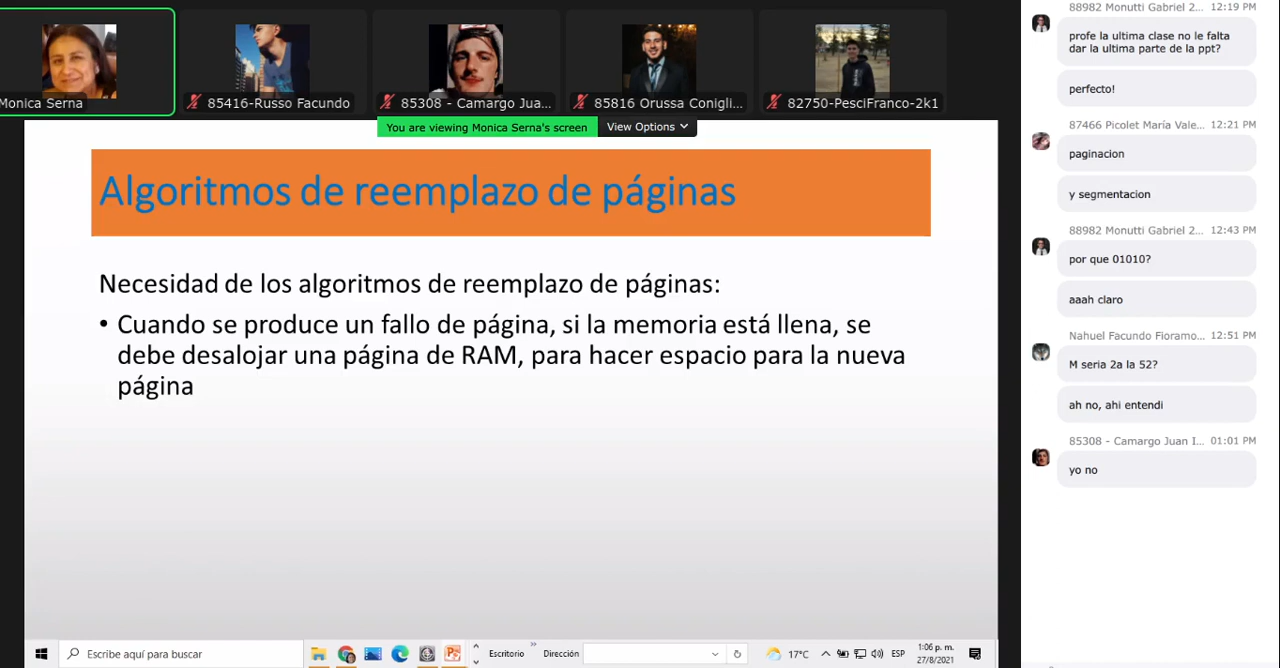 Monica Serna
85416-Russo Facundo
85308 - Camargo Jua...
85816 Orussa Conigli...
82750-PesciFranco-2k1
You are viewing Monica Serna's screen
View Options
Algoritmos de reemplazo de páginas
Necesidad de los algoritmos de reemplazo de páginas:
• Cuando se produce un fallo de página, si la memoria está llena, se
debe desalojar una página de RAM, para hacer espacio para la nueva
página
Escribe aquí para buscar
Escritorio
Dirección
17°C
ESP
1:06 p. m.
27/8/2021
88982 Monutti Gabriel 2... 12:19 PM
profe la ultima clase no le falta
dar la ultima parte de la ppt?
perfecto!
87466 Picolet María Vale... 12:21 PM
paginacion
y segmentacion
88982 Monutti Gabriel 2... 12:43 PM
por que 01010?
aaah claro
Nahuel Facundo Fioramo... 12:51 PM
M seria 2a la 52?
ah no, ahi entendi
85308 - Camargo Juan I... 01:01 PM
yo no